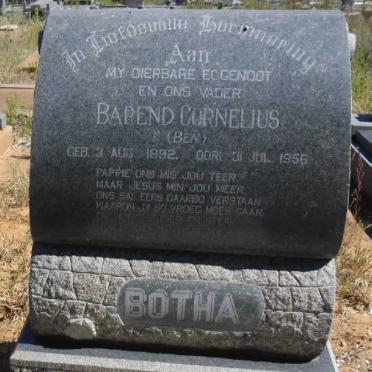 In Liefdevolle Herinnering
Aan
MY DIERBARE EGGENOOT
EN ONS VADER
BAREND CORNELIUS
(BEN)
GEB. 3 AUG. 1892. OORL. 31 JUL. 1956.
PAPPIE ONS MIS JOU TEER
MAAR JESUS MIN JOU MEER
ONS SAL EERS DAARBO VERSTAAN
WAAROM JY SO VROEG MOES GAAN.
BOTHA